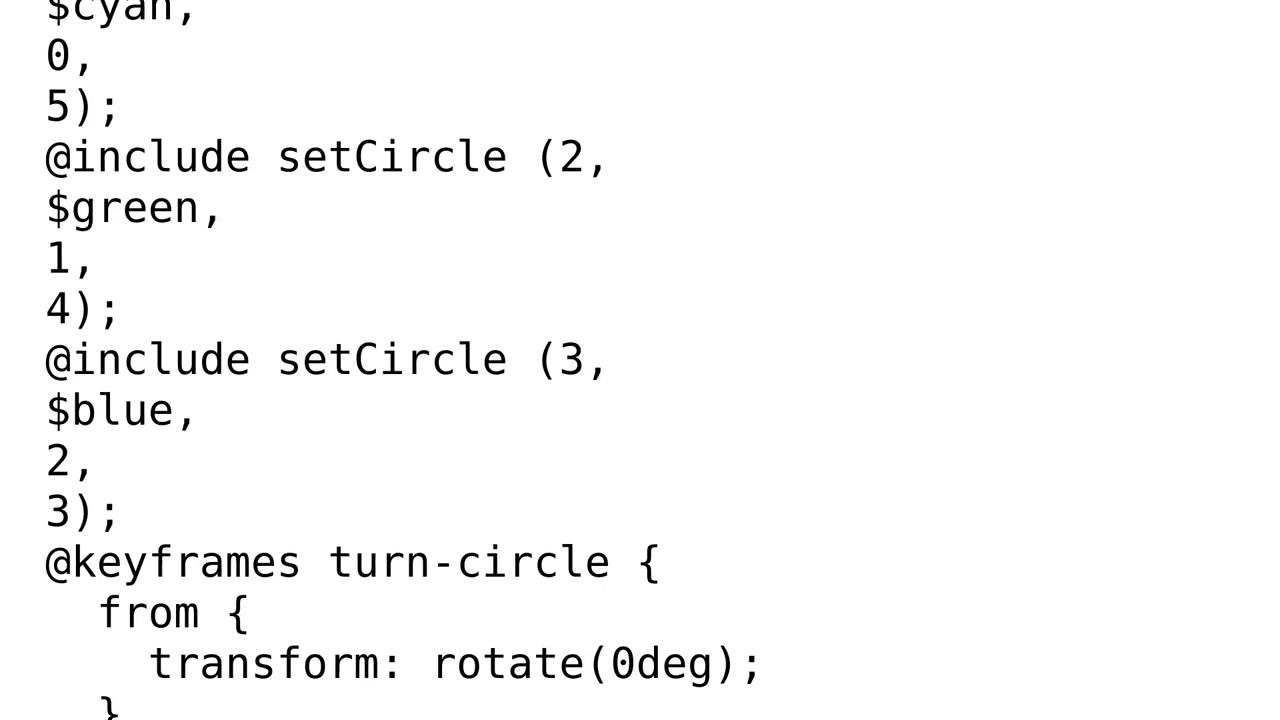 $cyan,
0,
5);
@include setCircle (2,
$green,
1,
4);
@include setCircle (3,
$blue,
2,
3);
@keyframes turn-circle {
  from {
    transform: rotate(0deg);
  }